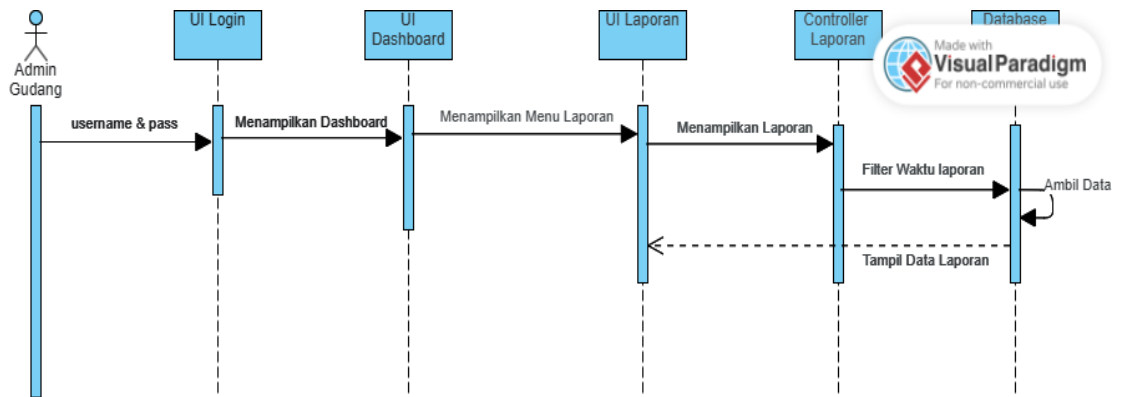 UI Login
UI
Dashboard
UI Laporan
Controller
Laporan
Database
Made with
Visual Paradigm
For non-commercial use
Admin
Gudang
username & pass
Menampilkan Dashboard
Menampilkan Menu Laporan
Menampilkan Laporan
Filter Waktu laporan
Ambil Data
Tampil Data Laporan